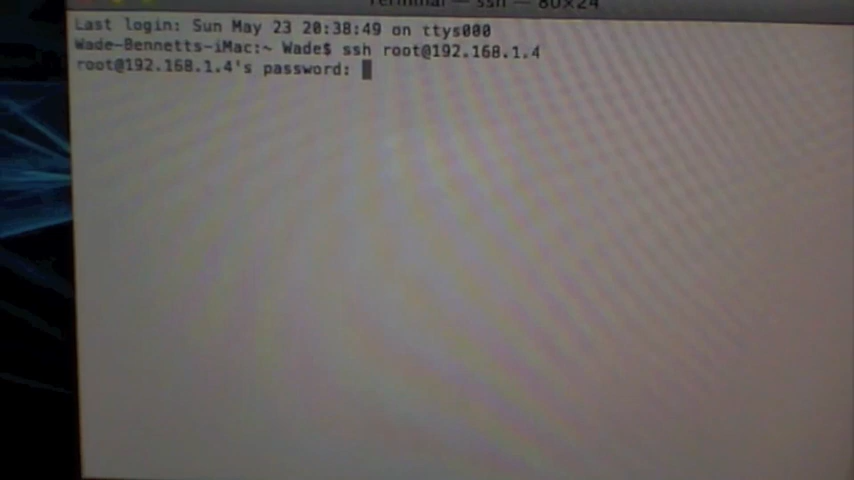 Terminal — ssh — 80×24
Last login: Sun May 23 20:38:49 on ttys000
Wade-Bennetts-iMac:~ Wade$ ssh root@192.168.1.4
root@192.168.1.4's password: